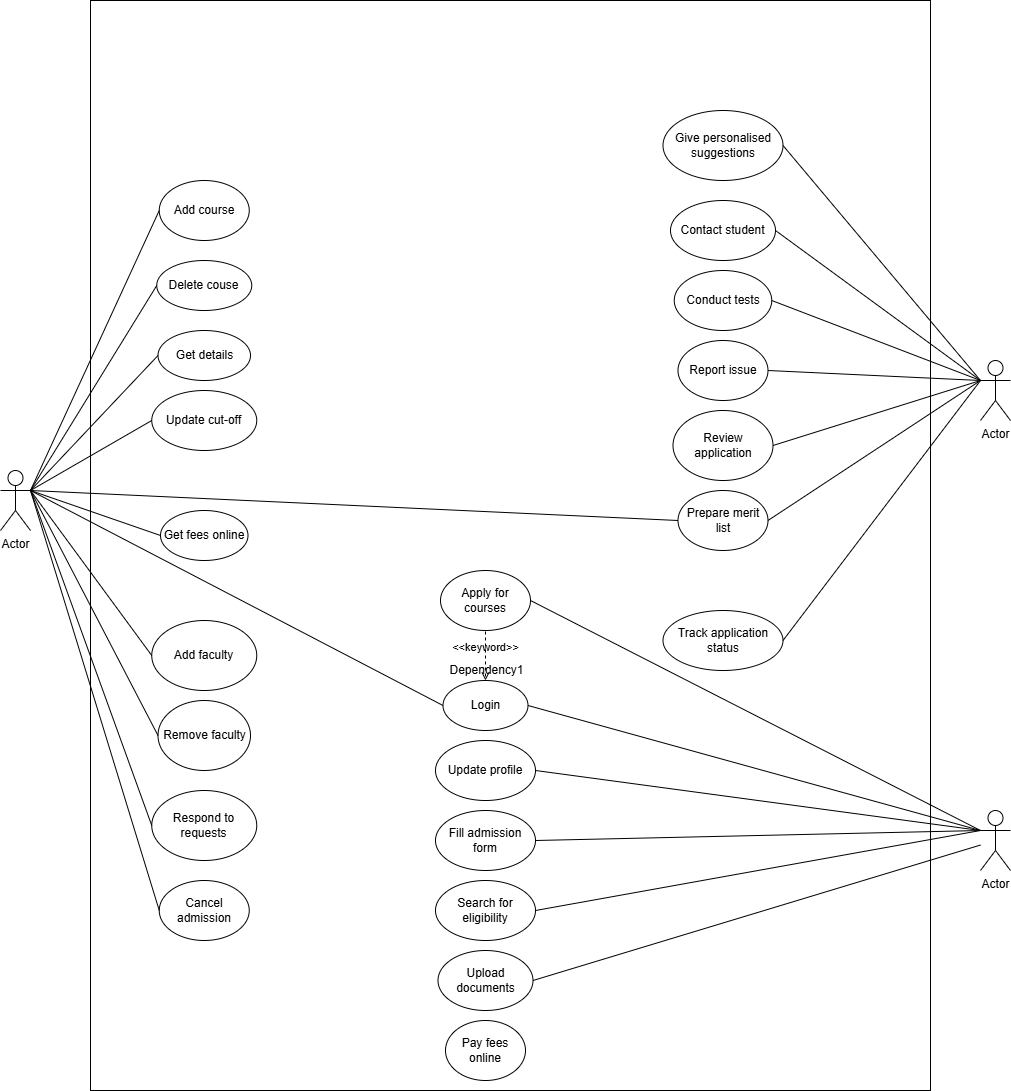 Give personalised
suggestions
Add course
Contact student
Delete couse
Conduct tests
Get details
Report issue
Update cut-off
Review
application
Actor
Prepare merit
list
Get fees online
Actor
Apply for
courses
Track application
status
<<keyword>>
Add faculty
Dependency1
Login
Remove faculty
Update profile
Respond to
requests
Fill admission
form
Actor
Cancel
admission
Search for
eligibility
Upload
documents
Pay fees
online